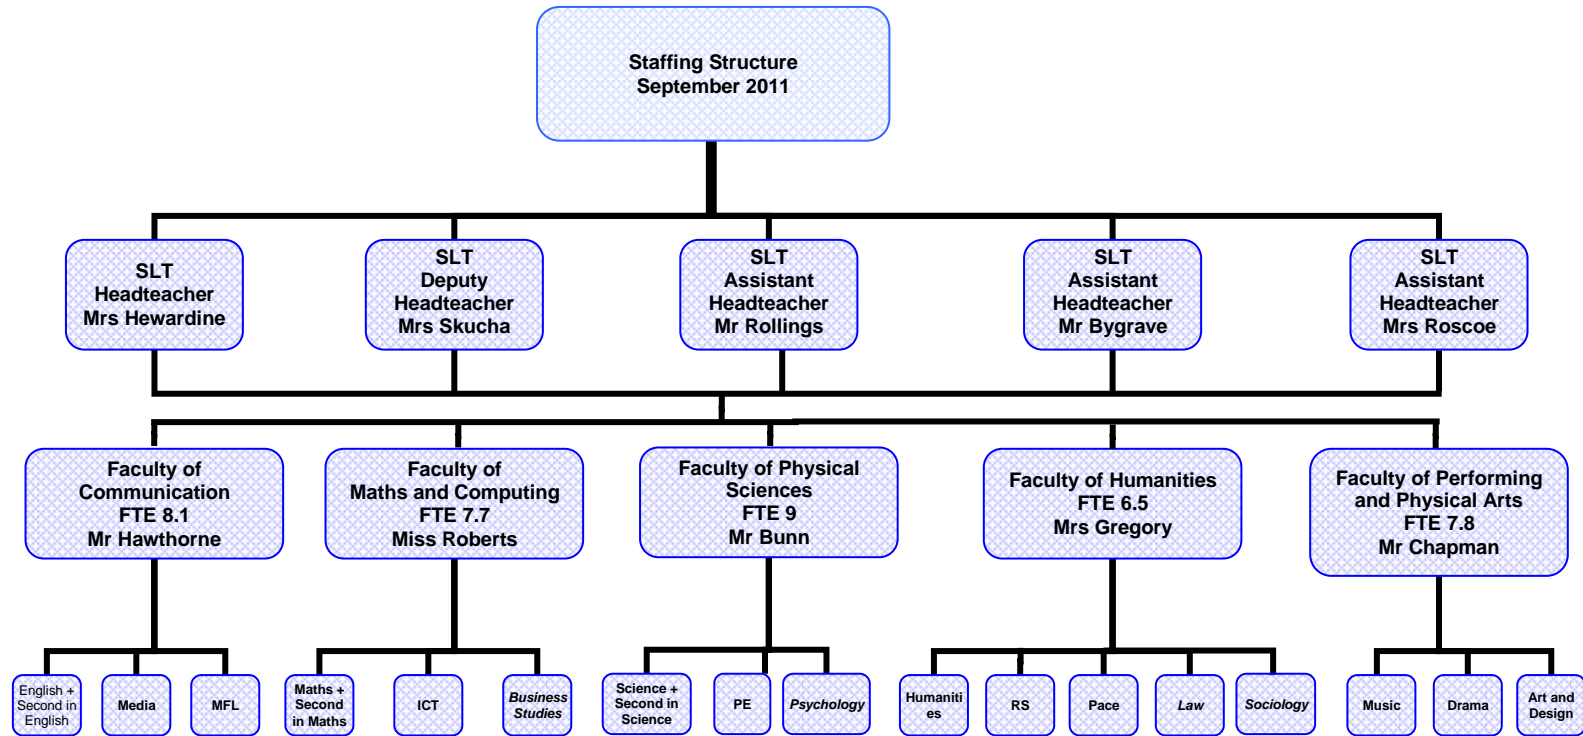 Staffing Structure
September 2011
SLT
Headteacher
Mrs Hewardine
SLT
Deputy
Headteacher
Mrs Skucha
SLT
Assistant
Headteacher
Mr Rollings
SLT
Assistant
Headteacher
Mr Bygrave
SLT
Assistant
Headteacher
Mrs Roscoe
Faculty of
Communication
FTE 8.1
Mr Hawthorne
Faculty of
Maths and Computing
FTE 7.7
Miss Roberts
Faculty of Physical
Sciences
FTE 9
Mr Bunn
Faculty of Humanities
FTE 6.5
Mrs Gregory
Faculty of Performing
and Physical Arts
FTE 7.8
Mr Chapman
English +
Second in
English
Media
MFL
Maths +
Second
in Maths
ICT
Business
Studies
Science +
Second in
Science
PE
Psychology
Humaniti
es
RS
Pace
Law
Sociology
Music
Drama
Art and
Design